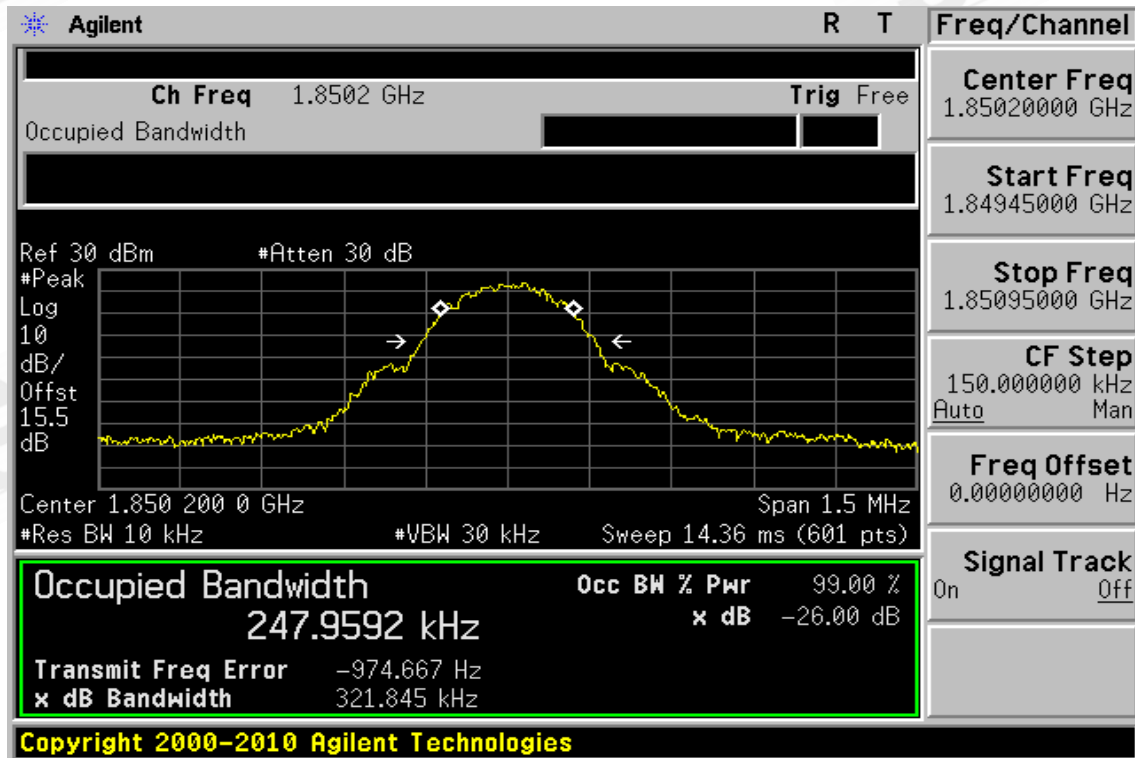 Agilent R T
Ch Freq 1.8502 GHz Trig Free
Occupied Bandwidth
Ref 30 dBm #Atten 30 dB
#Peak
Log
10
dB/
Offst
15.5
dB
Center 1.850 200 0 GHz Span 1.5 MHz
#Res BW 10 kHz #VBW 30 kHz Sweep 14.36 ms (601 pts)
Occupied Bandwidth Occ BW % Pwr 99.00 %
247.9592 kHz x dB -26.00 dB
Transmit Freq Error -974.667 Hz
x dB Bandwidth 321.845 kHz
Copyright 2000-2010 Agilent Technologies
Freq/Channel
Center Freq
1.85020000 GHz
Start Freq
1.84945000 GHz
Stop Freq
1.85095000 GHz
CF Step
150.000000 kHz
Auto Man
Freq Offset
0.00000000 Hz
Signal Track
On Off